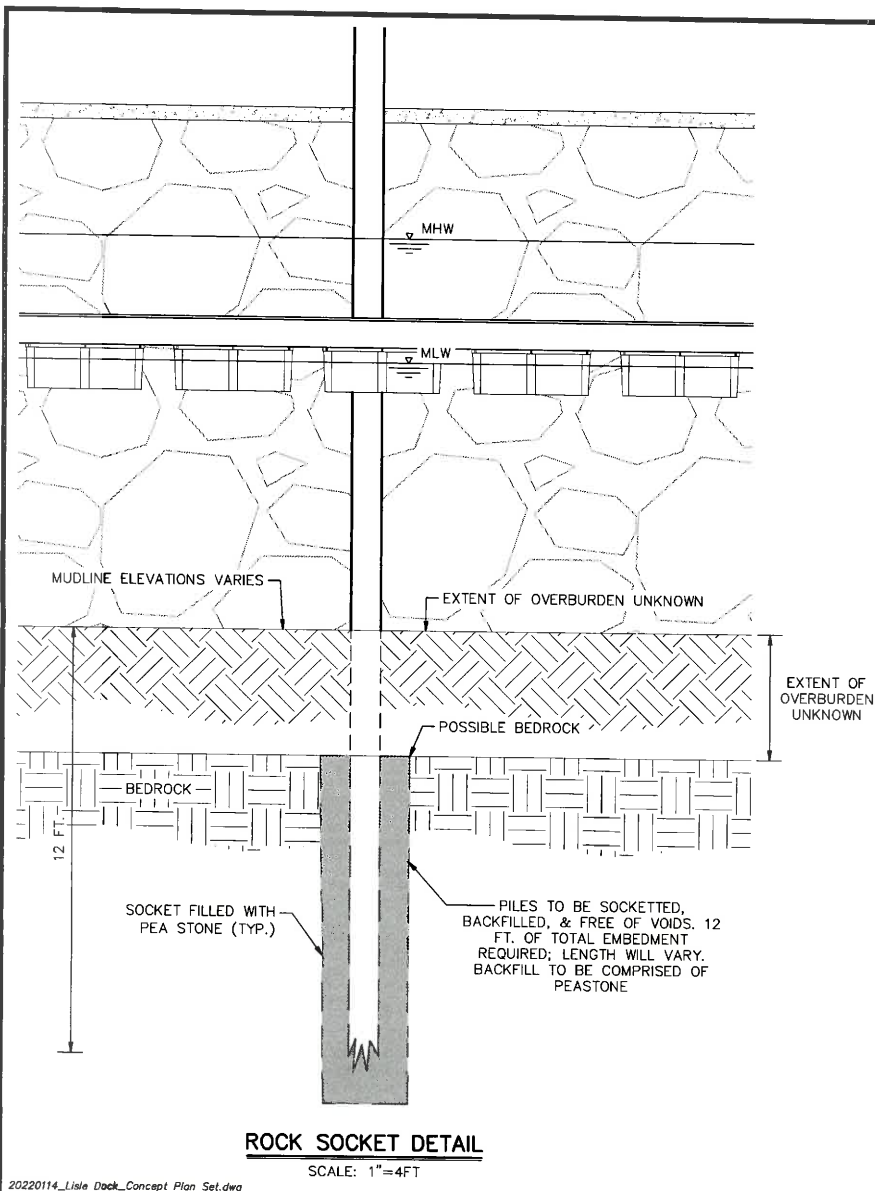 MHW
MLW
MUDLINE ELEVATIONS VARIES
EXTENT OF OVERBURDEN UNKNOWN
EXTENT OF
OVERBURDEN
UNKNOWN
POSSIBLE BEDROCK
BEDROCK
12 FT.
SOCKET FILLED WITH
PEA STONE (TYP.)
PILES TO BE SOCKETTED,
BACKFILLED, & FREE OF VOIDS. 12
FT. OF TOTAL EMBEDMENT
REQUIRED; LENGTH WILL VARY.
BACKFILL TO BE COMPRISED OF
PEASTONE
ROCK SOCKET DETAIL
SCALE: 1"=4FT
20220114_Lisle Dock_Concept Plan Set.dwg